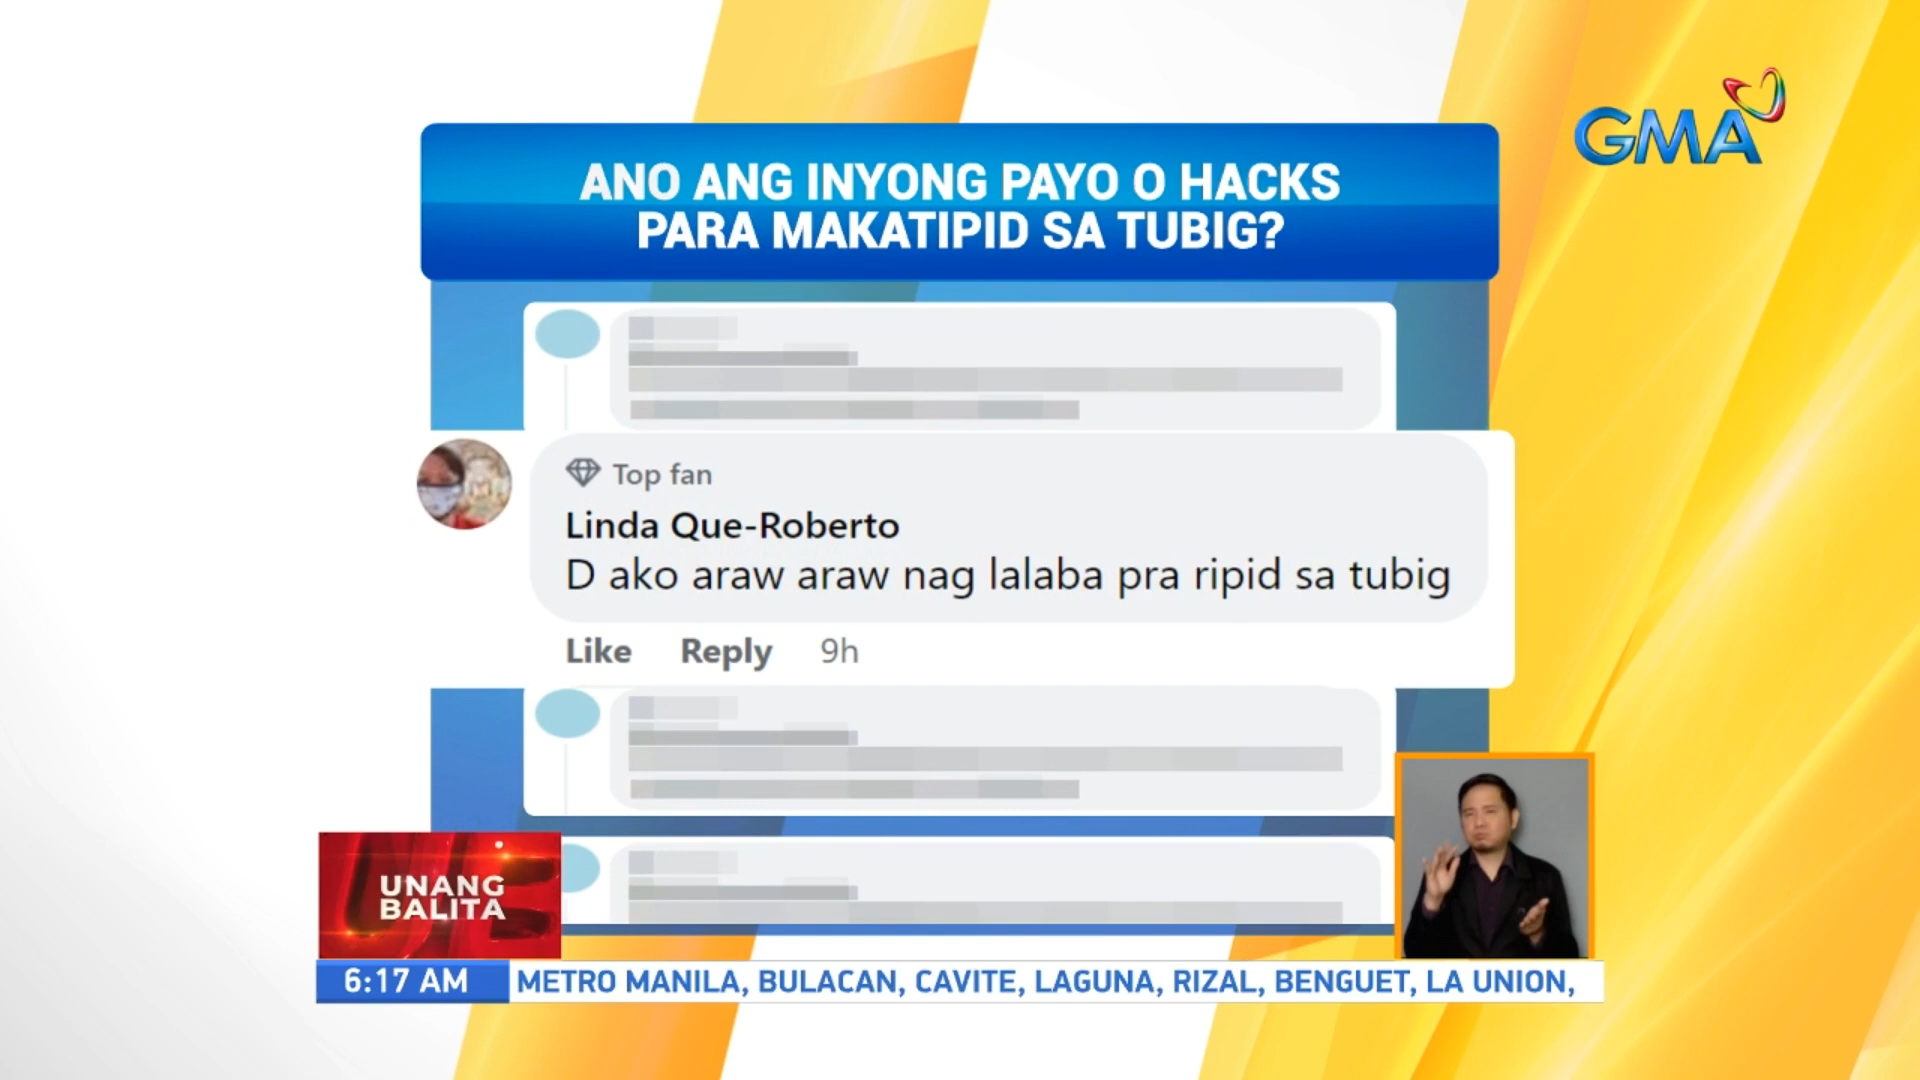 GMA
ANO ANG INYONG PAYO O HACKS
PARA MAKATIPID SA TUBIG?
Top fan
Linda Que-Roberto
D ako araw araw nag lalaba pra ripid sa tubig
Like Reply 9h
UNANG
BALITA
6:17 AM METRO MANILA, BULACAN, CAVITE, LAGUNA, RIZAL, BENGUET, LA UNION,